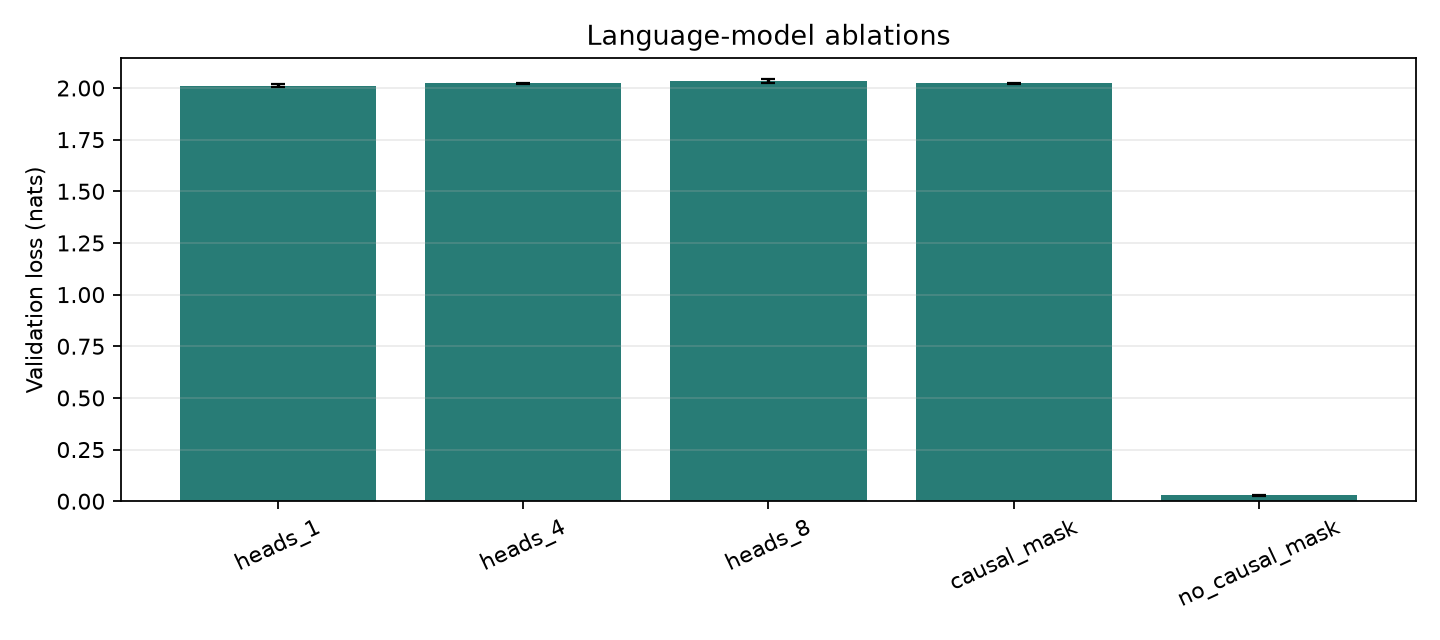 Language-model ablations
Validation loss (nats)
2.00
1.75
1.50
1.25
1.00
0.75
0.50
0.25
0.00
heads_1
heads_4
heads_8
causal_mask
no_causal_mask